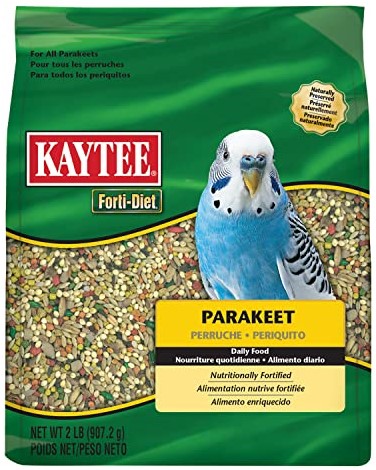 For All Parakeets
Pour tous les perruches
Para todos los periquitos
Naturally
Preserved
Préservé
naturellement
Preservado
naturalmente
KAYTEE®
Forti-Diet
PARAKEET
PERRUCHE • PERIQUITO
Daily Food
Nourriture quotidienne • Alimento diario
Nutritionally Fortified
Alimentation nutrive fortifiée
Alimento enriquecido
NET WT 2 LB (907.2 g)
POIDS NET/PESO NETO